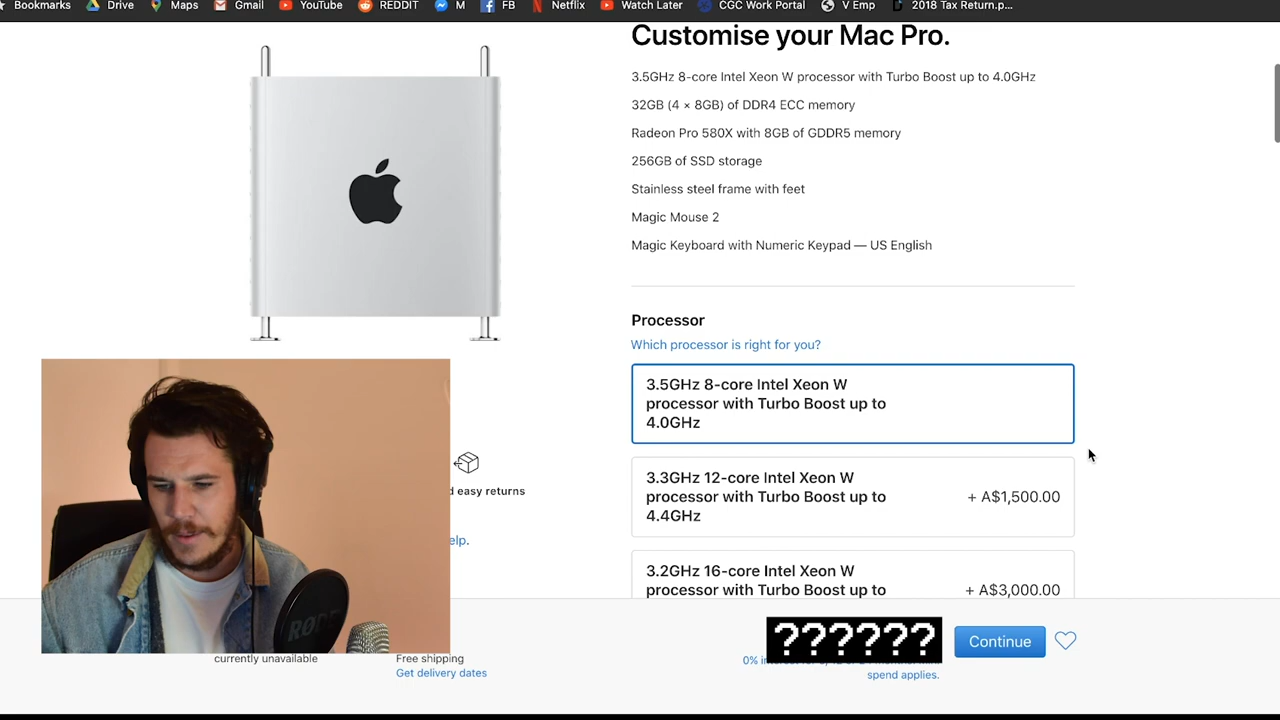 Bookmarks Drive Maps Gmail YouTube REDDIT M FB Netflix Watch Later CGC Work Portal V Emp 2018 Tax Return.p...
Customise your Mac Pro.
3.5GHz 8-core Intel Xeon W processor with Turbo Boost up to 4.0GHz
32GB (4 × 8GB) of DDR4 ECC memory
Radeon Pro 580X with 8GB of GDDR5 memory
256GB of SSD storage
Stainless steel frame with feet
Magic Mouse 2
Magic Keyboard with Numeric Keypad — US English
Processor
Which processor is right for you?
3.5GHz 8-core Intel Xeon W
processor with Turbo Boost up to
4.0GHz
3.3GHz 12-core Intel Xeon W
processor with Turbo Boost up to
4.4GHz
+ A$1,500.00
3.2GHz 16-core Intel Xeon W
processor with Turbo Boost up to
+ A$3,000.00
d easy returns
elp.
RODE
currently unavailable
Free shipping
Get delivery dates
??????
Continue
0%
spend applies.